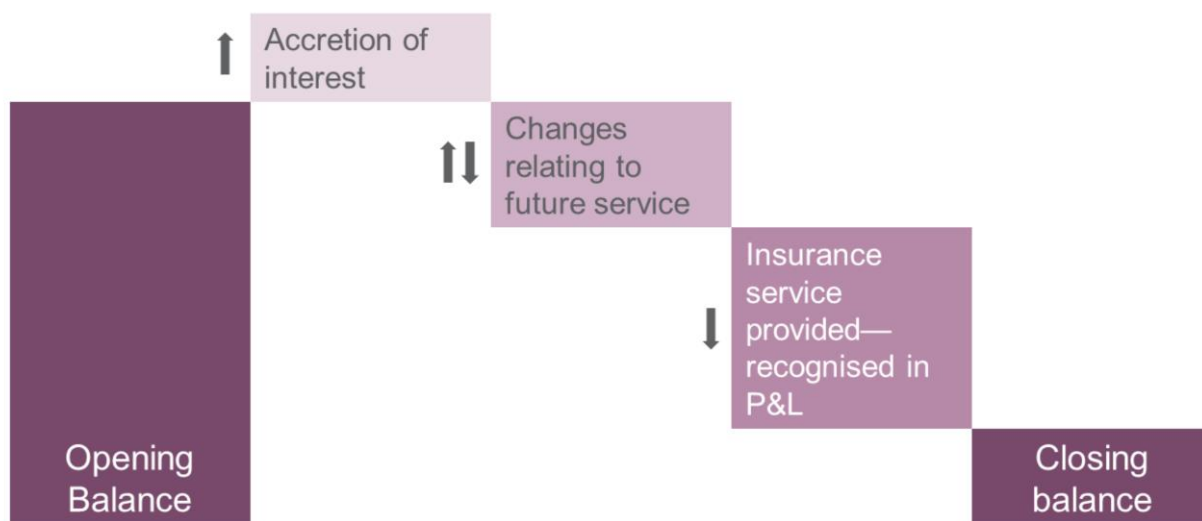 Accretion of
interest
Changes
relating to
future service
Insurance
service
provided—
recognised in
P&L
Opening
Balance
Closing
balance